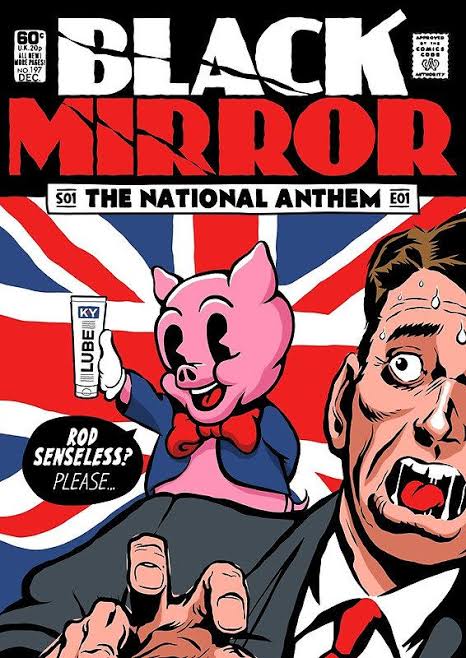 60¢
U.K. 20p
ALL NEW!
MORE PAGES!
NO 197
DEC.
APPROVED
BY THE
COMICS
CODE
AUTHORITY
BLACK
MIRROR
S01 THE NATIONAL ANTHEM E01
KY
LUBE
ROD
SENSELESS?
PLEASE...